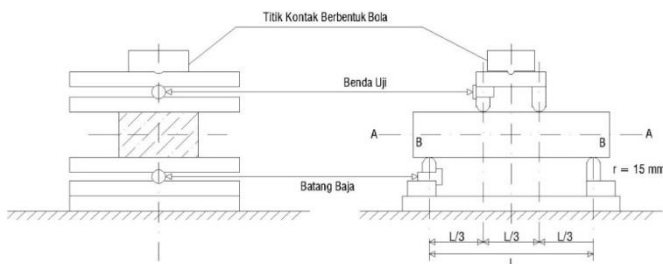 Titik Kontak Berbentuk Bola
Benda Uji
A B B A
r = 15 mm
Batang Baja
L/3 L/3 L/3
L